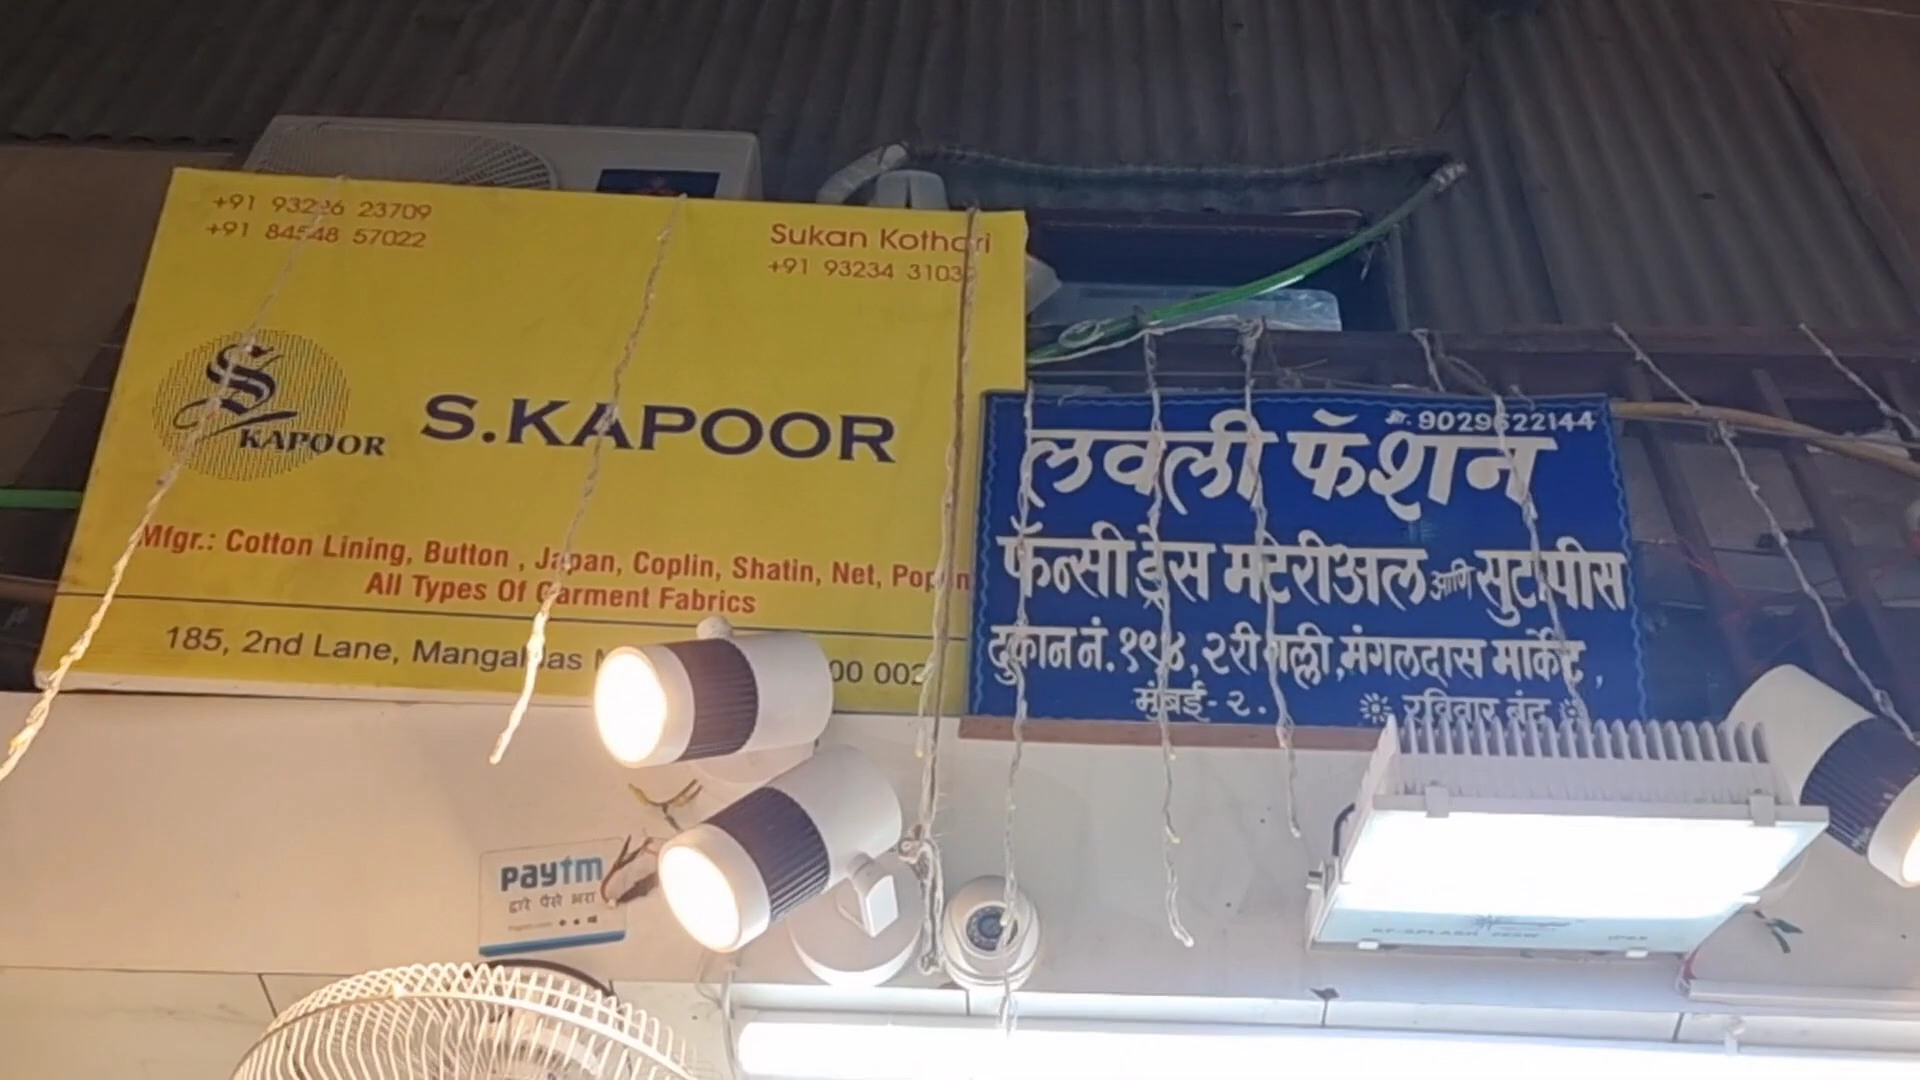 +91 93226 23709
+91 84548 57022
Sukan Kothari
+91 93234 3103
S
KAPOOR
S.KAPOOR
Mfgr.: Cotton Lining, Button , Japan, Coplin, Shatin, Net, Poplin
All Types Of Garment Fabrics
185, 2nd Lane, Mangaldas 00 002
मो. 9029622144
लवली फॅशन
फॅन्सी ड्रेस मटेरीअल आणि सुटपीस
दुकान नं. १९४, २री गल्ली, मंगलदास मार्केट,
मुंबई - २.
रविवार बंद
paytm
द्वारे पैसे भरा